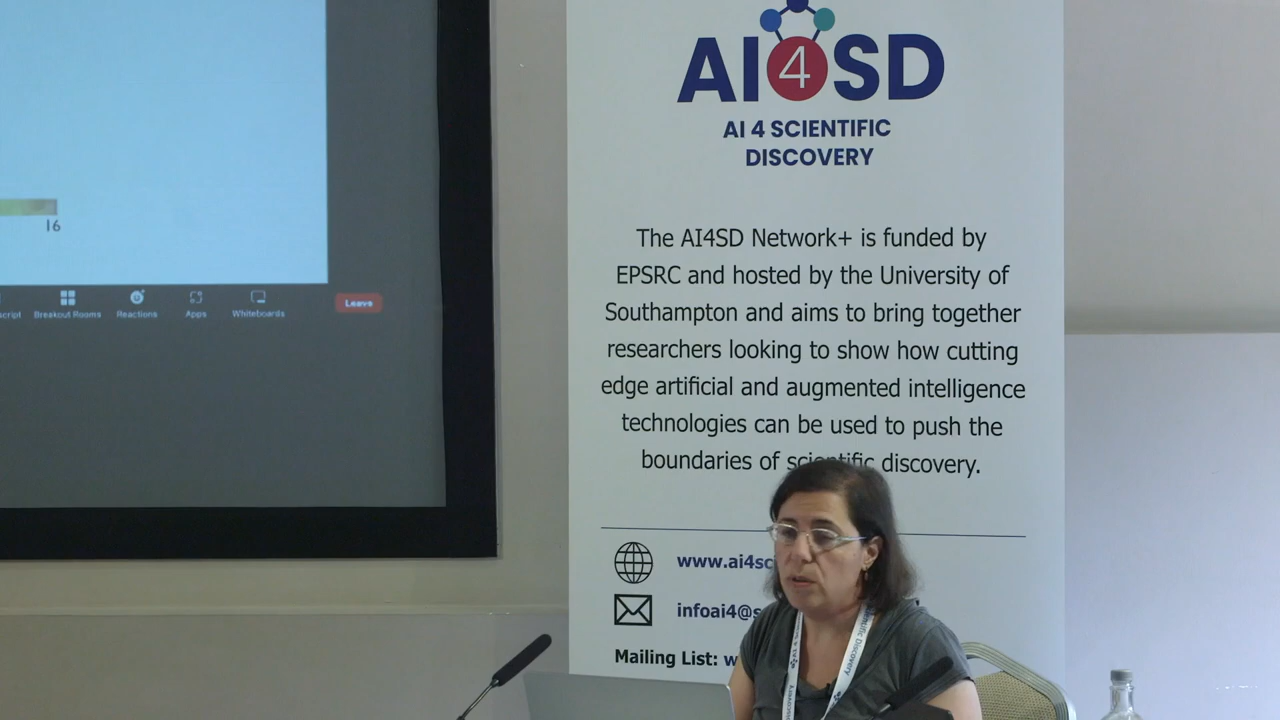 AI4SD
AI 4 SCIENTIFIC
DISCOVERY
The AI4SD Network+ is funded by
EPSRC and hosted by the University of
Southampton and aims to bring together
researchers looking to show how cutting
edge artificial and augmented intelligence
technologies can be used to push the
boundaries of scientific discovery.
www.ai4sc
infoai4@s
Mailing List: w
16
Breakout Rooms
Reactions
Apps
Whiteboards
Leave